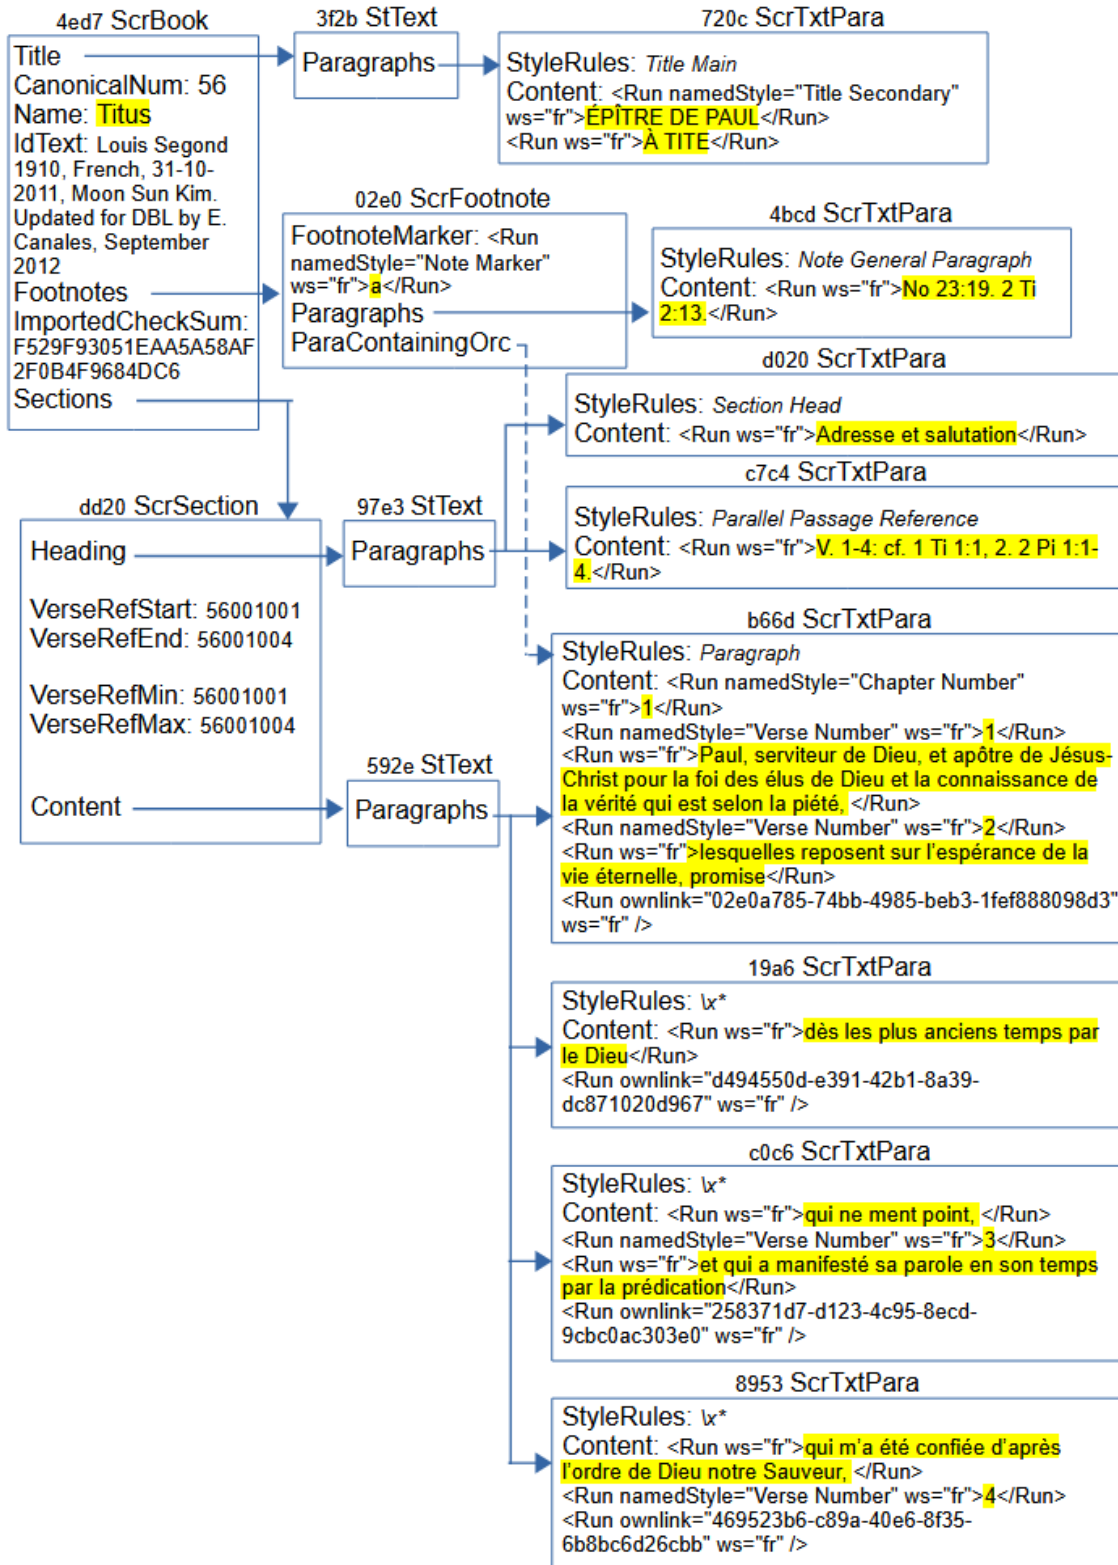 4ed7 ScrBook
Title
CanonicalNum: 56
Name: Titus
IdText: Louis Segond
1910, French, 31-10-
2011, Moon Sun Kim.
Updated for DBL by E.
Canales, September
2012
Footnotes
ImportedCheckSum:
F529F93051EAA5A58AF
2F0B4F9684DC6
Sections
3f2b StText
Paragraphs
720c ScrTxtPara
StyleRules: Title Main
Content: <Run namedStyle="Title Secondary"
ws="fr">ÉPÎTRE DE PAUL</Run>
<Run ws="fr">À TITE</Run>
02e0 ScrFootnote
FootnoteMarker: <Run
namedStyle="Note Marker"
ws="fr">a</Run>
Paragraphs
ParaContainingOrc
4bcd ScrTxtPara
StyleRules: Note General Paragraph
Content: <Run ws="fr">No 23:19. 2 Ti
2:13.</Run>
d020 ScrTxtPara
StyleRules: Section Head
Content: <Run ws="fr">Adresse et salutation</Run>
c7c4 ScrTxtPara
StyleRules: Parallel Passage Reference
Content: <Run ws="fr">V. 1-4: cf. 1 Ti 1:1, 2. 2 Pi 1:1-
4.</Run>
dd20 ScrSection
Heading
VerseRefStart: 56001001
VerseRefEnd: 56001004
VerseRefMin: 56001001
VerseRefMax: 56001004
Content
97e3 StText
Paragraphs
592e StText
Paragraphs
b66d ScrTxtPara
StyleRules: Paragraph
Content: <Run namedStyle="Chapter Number"
ws="fr">1</Run>
<Run namedStyle="Verse Number" ws="fr">1</Run>
<Run ws="fr">Paul, serviteur de Dieu, et apôtre de Jésus-
Christ pour la foi des élus de Dieu et la connaissance de
la vérité qui est selon la piété, </Run>
<Run namedStyle="Verse Number" ws="fr">2</Run>
<Run ws="fr">lesquelles reposent sur l'espérance de la
vie éternelle, promise</Run>
<Run ownlink="02e0a785-74bb-4985-beb3-1fef888098d3"
ws="fr" />
19a6 ScrTxtPara
StyleRules: \x*
Content: <Run ws="fr">dès les plus anciens temps par
le Dieu</Run>
<Run ownlink="d494550d-e391-42b1-8a39-
dc871020d967" ws="fr" />
c0c6 ScrTxtPara
StyleRules: \x*
Content: <Run ws="fr">qui ne ment point, </Run>
<Run namedStyle="Verse Number" ws="fr">3</Run>
<Run ws="fr">et qui a manifesté sa parole en son temps
par la prédication</Run>
<Run ownlink="258371d7-d123-4c95-8ecd-
9cbc0ac303e0" ws="fr" />
8953 ScrTxtPara
StyleRules: \x*
Content: <Run ws="fr">qui m'a été confiée d'après
l'ordre de Dieu notre Sauveur, </Run>
<Run namedStyle="Verse Number" ws="fr">4</Run>
<Run ownlink="469523b6-c89a-40e6-8f35-
6b8bc6d26cbb" ws="fr" />